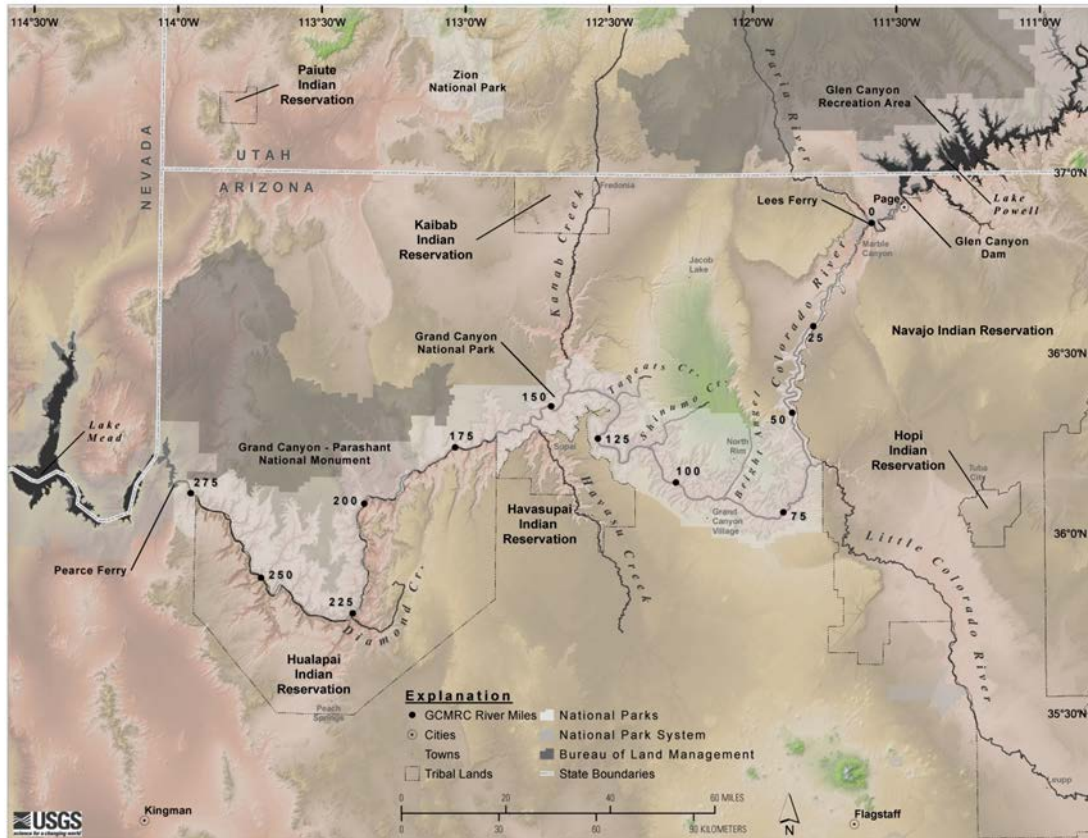 114°30'W
114°0'W
113°30'W
113°0'W
112°30'W
112°0'W
111°30'W
111°0'W
Paiute
Indian
Reservation
Zion
National Park
Paria River
Glen Canyon
Recreation Area
NEVADA
UTAH
ARIZONA
37°0'N
Fredonia
Kaibab
Indian
Reservation
Kanab Creek
Lees Ferry
0
Page
Lake
Powell
Glen Canyon
Dam
Marble
Canyon
Jacob
Lake
Colorado River
25
Navajo Indian Reservation
Grand Canyon
National Park
36°30'N
150
Tapeats Cr.
Shinumo Cr.
Bright Angel
50
Lake
Mead
175
125
Supai
North
Rim
Hopi
Indian
Reservation
Tuba
City
Grand Canyon - Parashant
National Monument
275
200
100
75
Havasupai
Indian
Reservation
Havasu Creek
Grand
Canyon
Village
36°0'N
Pearce Ferry
250
225
Diamond Cr.
Little Colorado River
Hualapai
Indian
Reservation
Peach
Springs
35°30'N
Explanation
GCMRC River Miles
National Parks
Cities
National Park System
Towns
Bureau of Land Management
Tribal Lands
State Boundaries
0 20 40 60 MILES
0 30 60 90 KILOMETERS
N
Leupp
Kingman
Flagstaff
USGS
science for a changing world